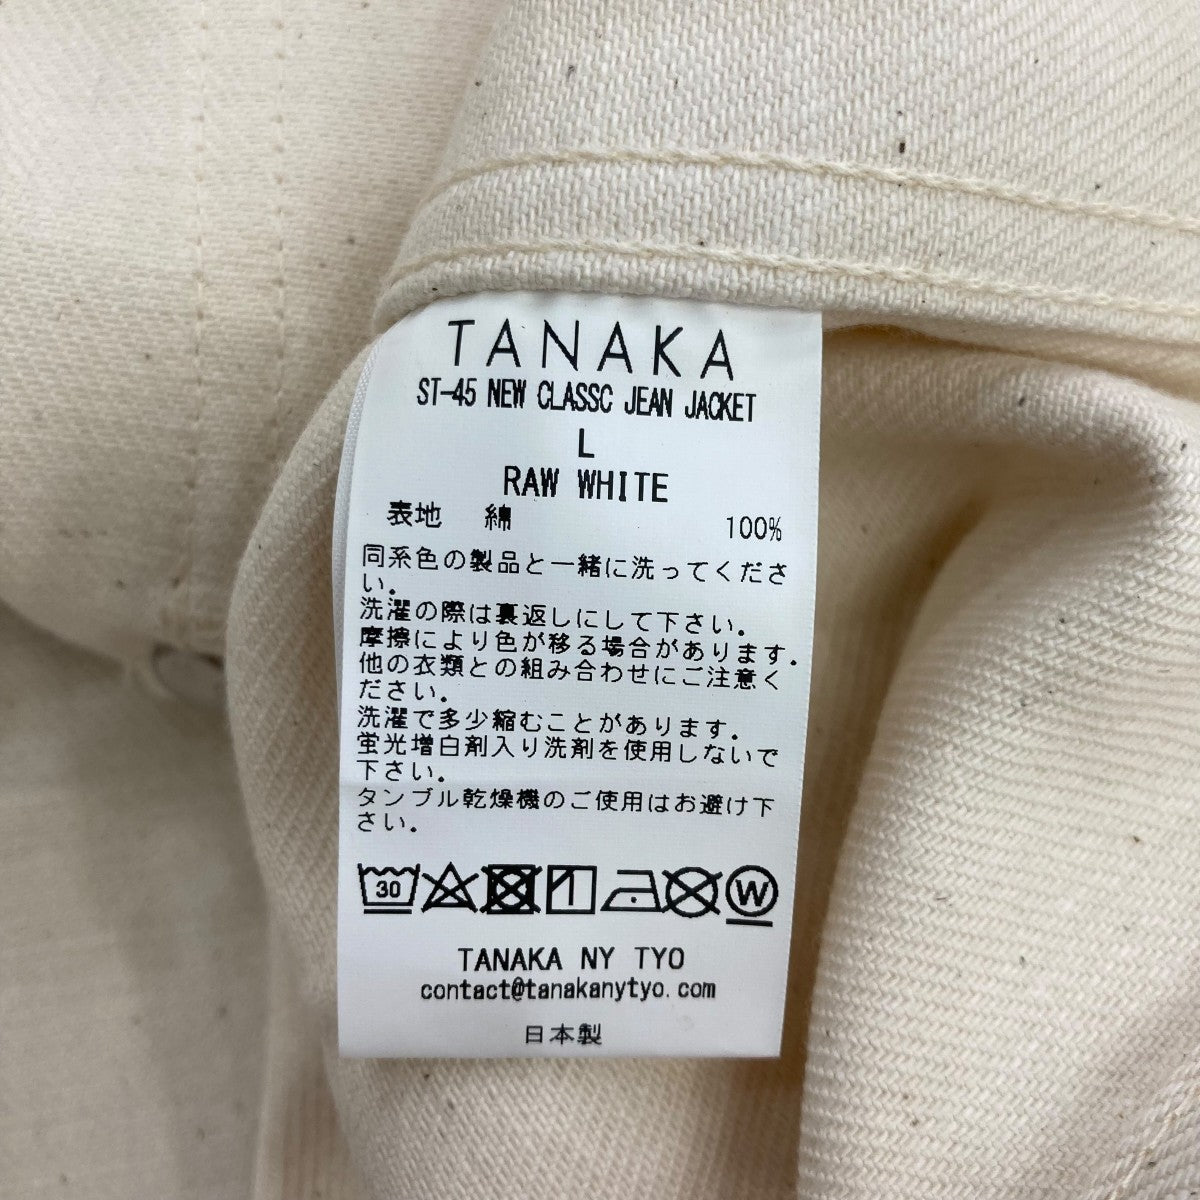 TANAKA
ST-45 NEW CLASSC JEAN JACKET
L
RAW WHITE
表地 綿 100%
同系色の製品と一緒に洗ってくださ
い。
洗濯の際は裏返しにして下さい。
摩擦により色が移る場合があります。
他の衣類との組み合わせにご注意く
ださい。
洗濯で多少縮むことがあります。
蛍光増白剤入り洗剤を使用しないで
下さい。
タンブル乾燥機のご使用はお避け下
さい。
30 W
TANAKA NY TYO
contact@tanakanytyo.com
日本製